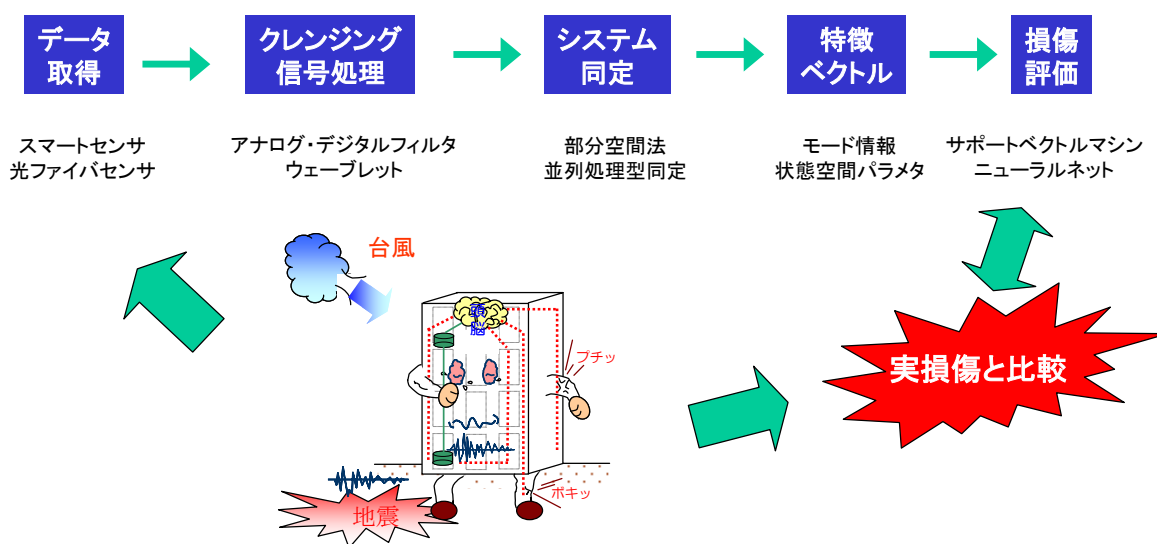 データ
取得
クレンジング
信号処理
システム
同定
特徴
ベクトル
損傷
評価
スマートセンサ
光ファイバセンサ
アナログ・デジタルフィルタ
ウェーブレット
部分空間法
並列処理型同定
モード情報
状態空間パラメタ
サポートベクトルマシン
ニューラルネット
台風
プチッ
実損傷と比較
ポキッ
地震